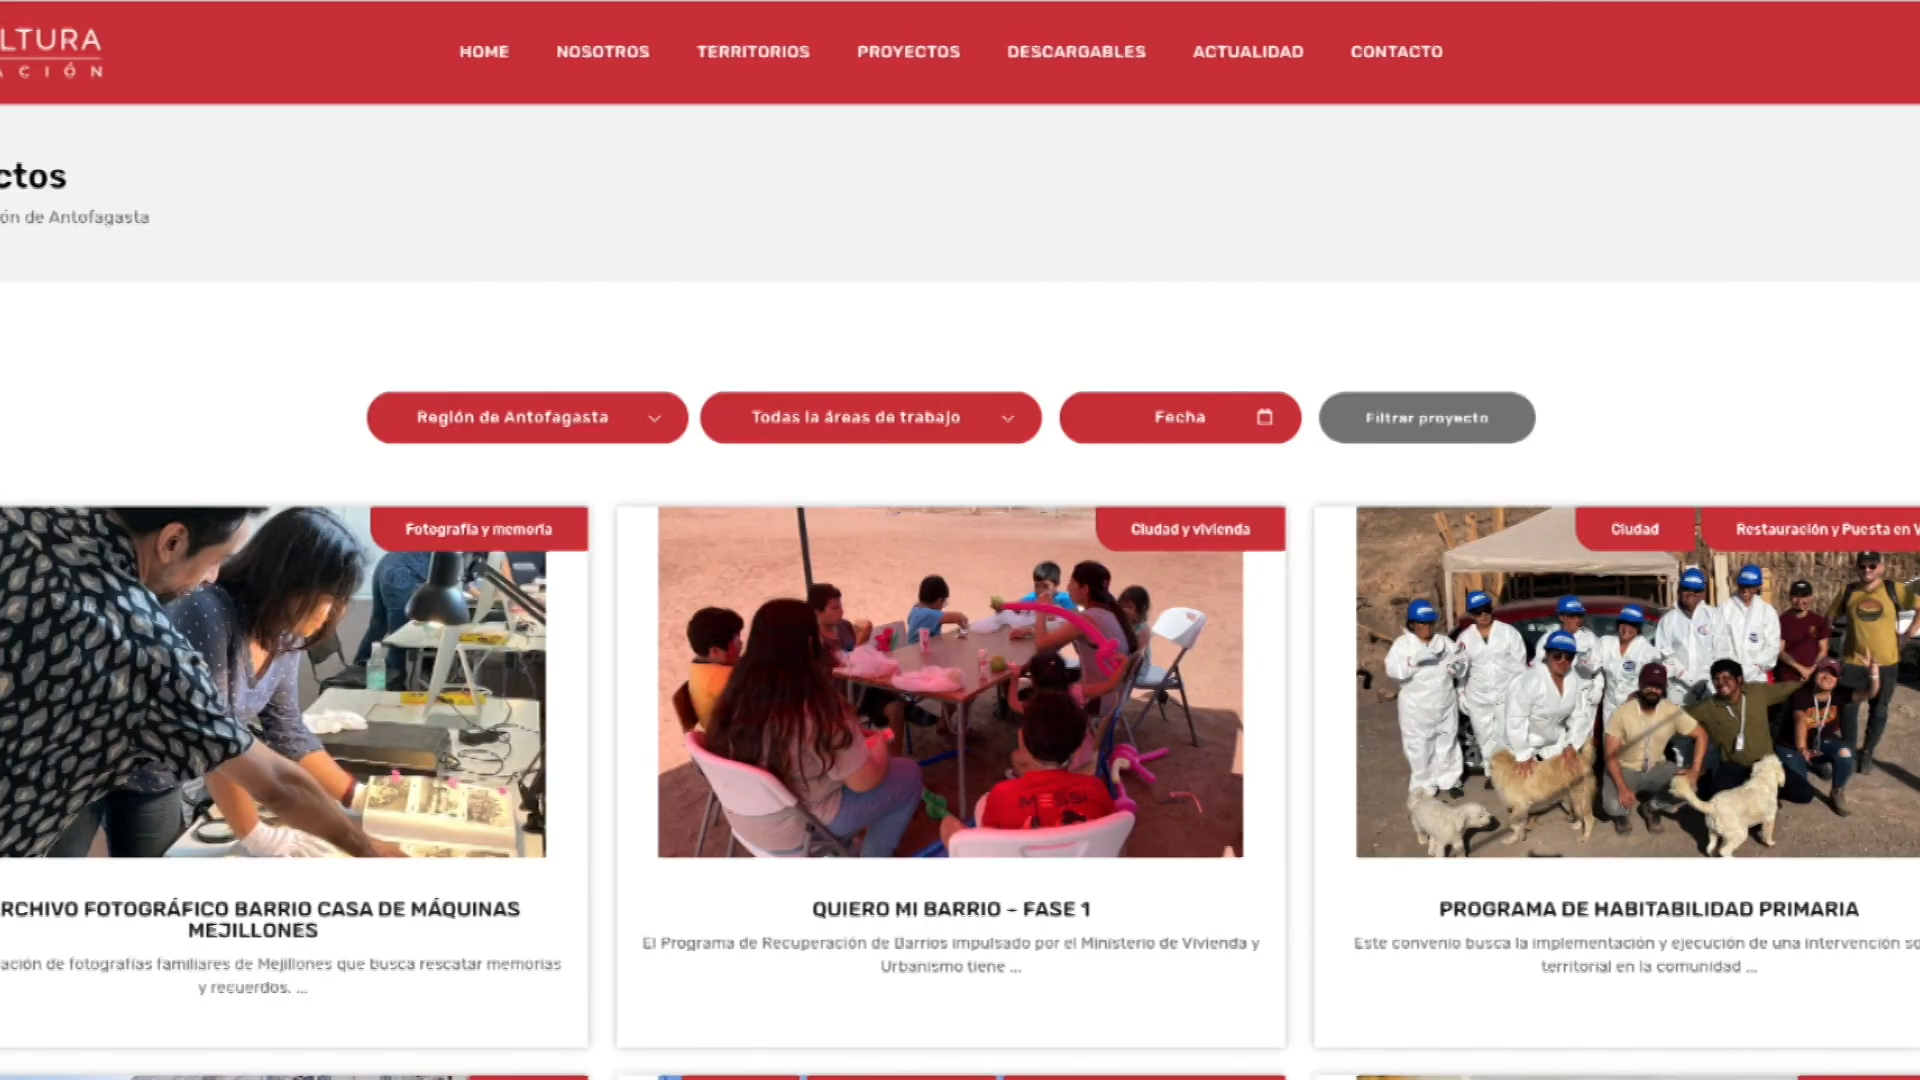 LTURA
ACIÓN
HOME NOSOTROS TERRITORIOS PROYECTOS DESCARGABLES ACTUALIDAD CONTACTO
ctos
ón de Antofagasta
Región de Antofagasta
Todas la áreas de trabajo
Fecha
Filtrar proyecto
Fotografía y memoria
Ciudad y vivienda
Ciudad
Restauración y Puesta en V
MESSI
RCHIVO FOTOGRÁFICO BARRIO CASA DE MÁQUINAS
MEJILLONES
ación de fotografías familiares de Mejillones que busca rescatar memorias
y recuerdos. ...
QUIERO MI BARRIO – FASE 1
El Programa de Recuperación de Barrios impulsado por el Ministerio de Vivienda y
Urbanismo tiene ...
PROGRAMA DE HABITABILIDAD PRIMARIA
Este convenio busca la implementación y ejecución de una intervención so
territorial en la comunidad ...